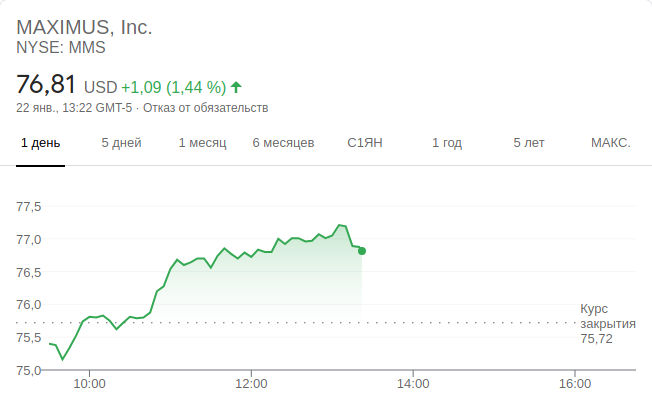 MAXIMUS, Inc.
NYSE: MMS
76,81 USD +1,09 (1,44 %)
22 янв., 13:22 GMT-5 · Отказ от обязательств
1 день 5 дней 1 месяц 6 месяцев С1ЯН 1 год 5 лет МАКС.
77,5
77,0
76,5
76,0
Курс
закрытия
75,72
75,5
75,0
10:00 12:00 14:00 16:00